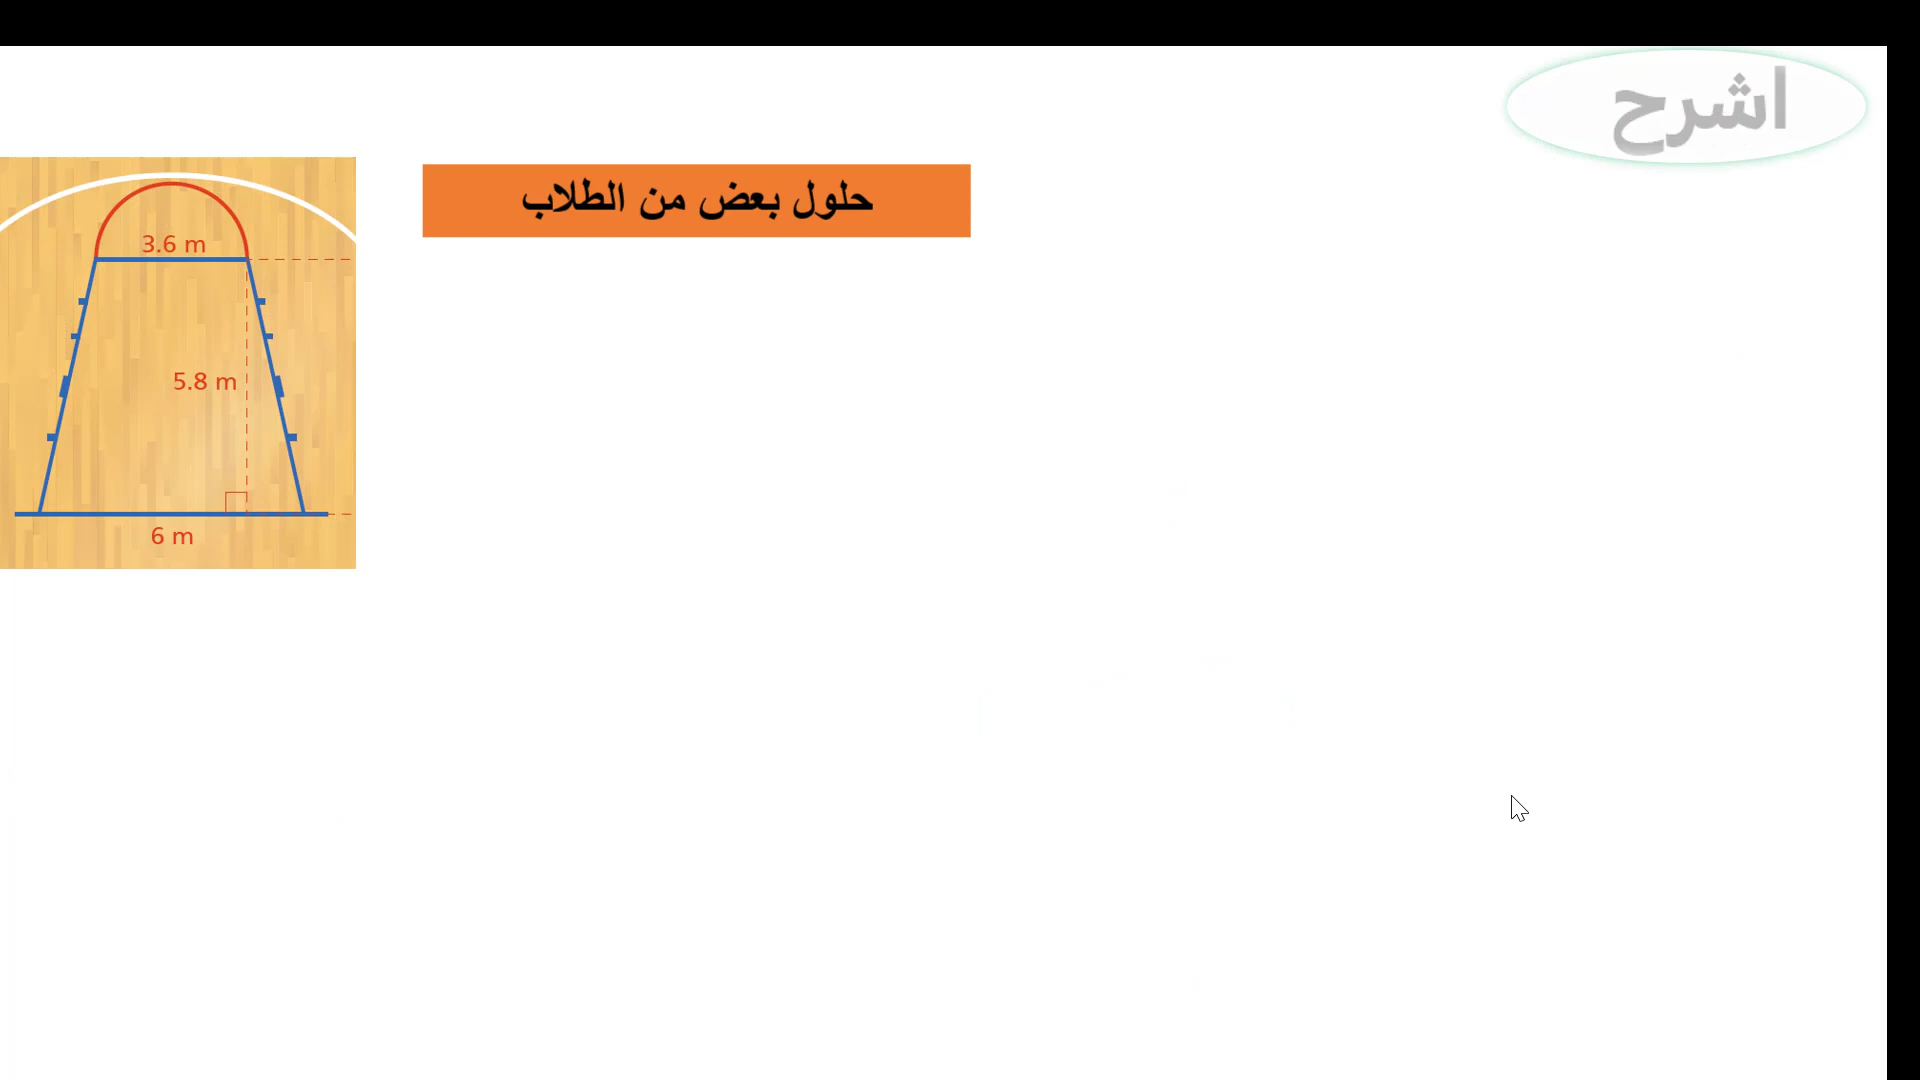 اشرح
حلول بعض من الطلاب
3.6 m
5.8 m
6 m